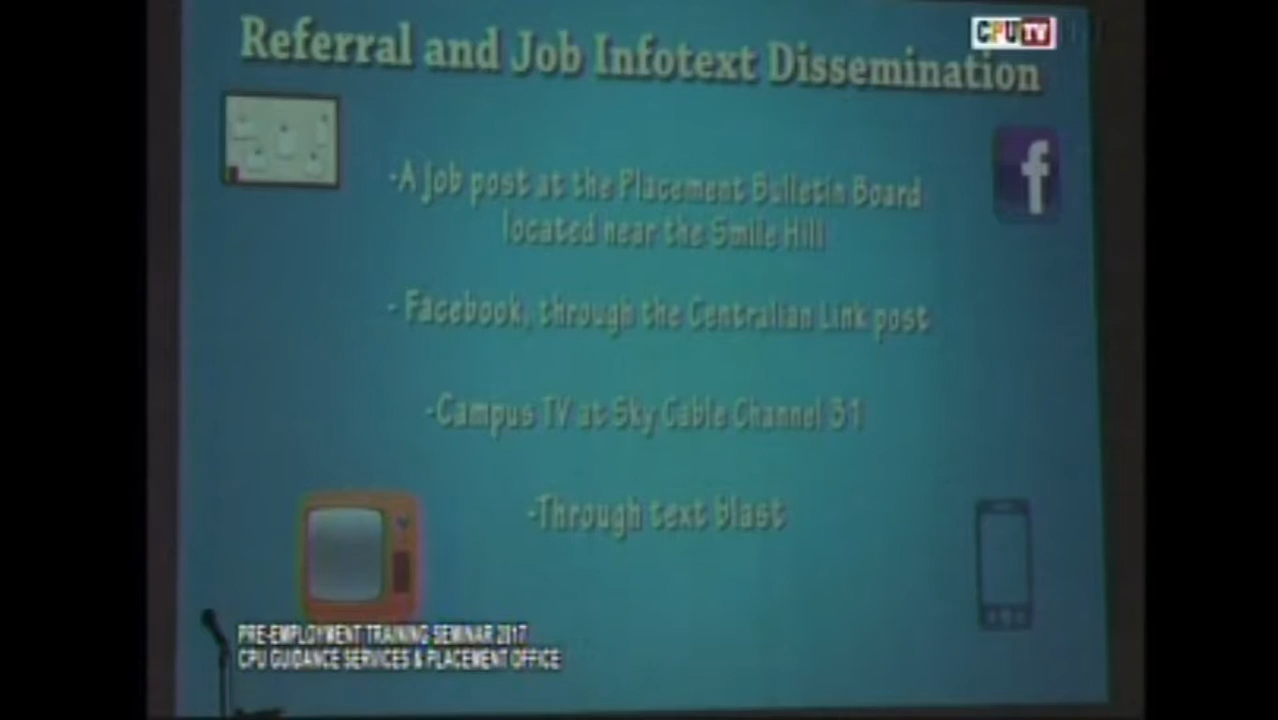 Referral and Job Infotext Dissemination
CPU TV
f
-A job post at the Placement Bulletin Board
located near the Smile Hill
- Facebook, through the Centralian Link post
-Campus TV at Sky Cable Channel 31
-Through text blast
PRE-EMPLOYMENT TRAINING SEMINAR 2017
CPU GUIDANCE SERVICES & PLACEMENT OFFICE